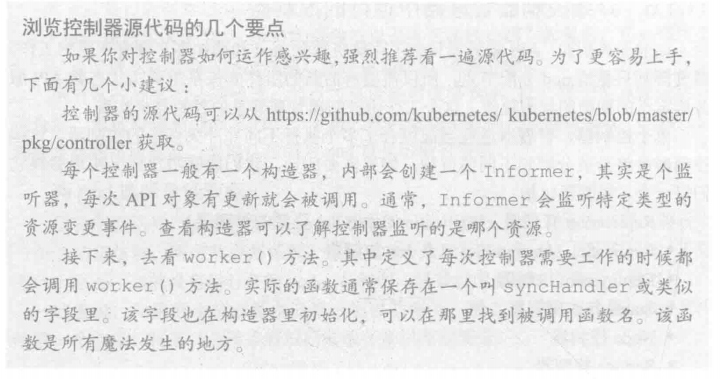 浏览控制器源代码的几个要点
如果你对控制器如何运作感兴趣，强烈推荐看一遍源代码。为了更容易上手，
下面有几个小建议：
控制器的源代码可以从 https://github.com/kubernetes/ kubernetes/blob/master/
pkg/controller 获取。
每个控制器一般有一个构造器，内部会创建一个 Informer，其实是个监
听器，每次 API 对象有更新就会被调用。通常，Informer 会监听特定类型的
资源变更事件。查看构造器可以了解控制器监听的是哪个资源。
接下来，去看 worker() 方法。其中定义了每次控制器需要工作的时候都
会调用 worker() 方法。实际的函数通常保存在一个叫 syncHandler 或类似
的字段里。该字段也在构造器里初始化，可以在那里找到被调用函数名。该函
数是所有魔法发生的地方。